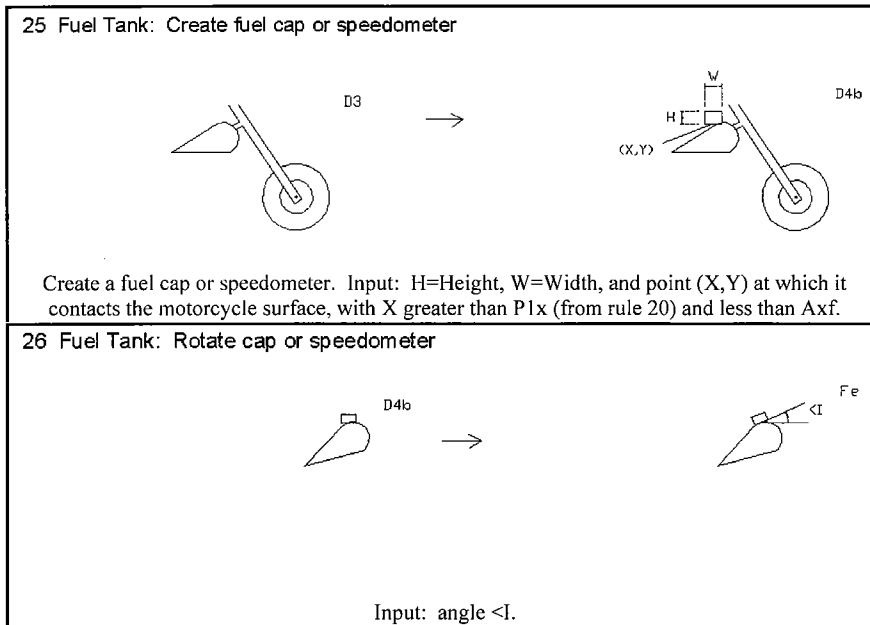 25 Fuel Tank: Create fuel cap or speedometer
D3
W
D4b
H
(X,Y)
Create a fuel cap or speedometer. Input: H=Height, W=Width, and point (X,Y) at which it
contacts the motorcycle surface, with X greater than P1x (from rule 20) and less than Axf.
26 Fuel Tank: Rotate cap or speedometer
D4b
Fe
<I
Input: angle <I.